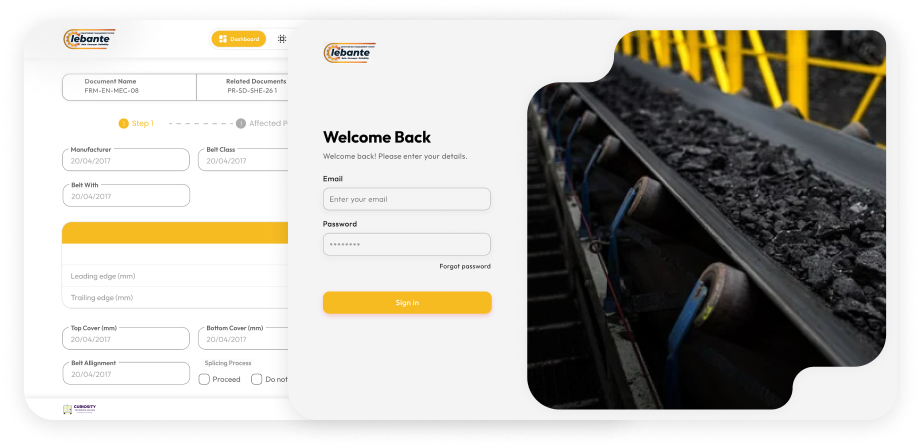 lebante
Dashboard
Document Name
FRM-EN-MEC-08
Related Documents
PR-SD-SHE-26 1
Step 1
Affected P
Manufacturer
20/04/2017
Belt Class
20/04/2017
Belt With
20/04/2017
Leading edge (mm)
Trailing edge (mm)
Top Cover (mm)
20/04/2017
Bottom Cover (mm)
20/04/2017
Belt Allignment
20/04/2017
Splicing Process
Proceed
Do not
CURIOSITY
lebante
Welcome Back
Welcome back! Please enter your details.
Email
Enter your email
Password
Forgot password
Sign in